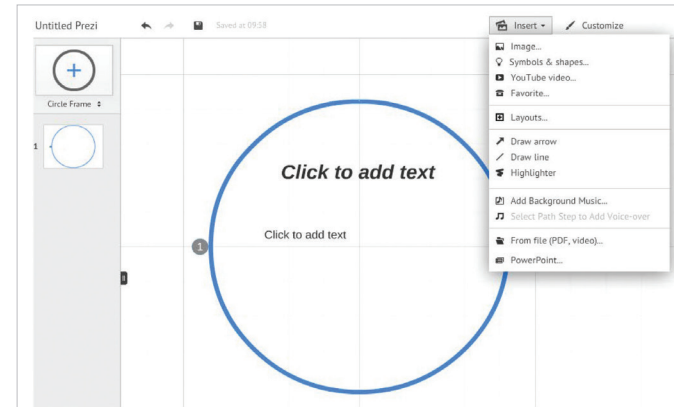 Untitled Prezi
Saved at 09:58
Insert
Customize
Circle Frame
1
Click to add text
Click to add text
1
Image...
Symbols & shapes...
YouTube video...
Favorite...
Layouts...
Draw arrow
Draw line
Highlighter
Add Background Music...
Select Path Step to Add Voice-over
From file (PDF, video)...
PowerPoint...